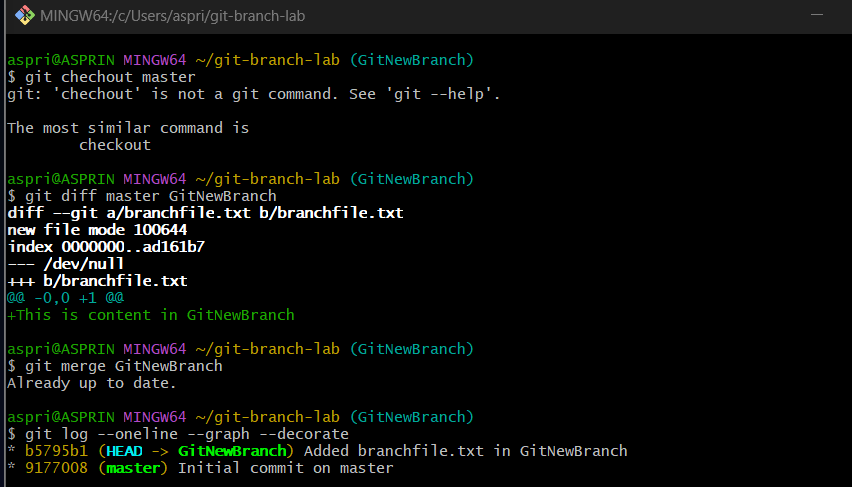 MINGW64:/c/Users/aspri/git-branch-lab
aspri@ASPRIN MINGW64 ~/git-branch-lab (GitNewBranch)
$ git chechout master
git: 'chechout' is not a git command. See 'git --help'.
The most similar command is
checkout
aspri@ASPRIN MINGW64 ~/git-branch-lab (GitNewBranch)
$ git diff master GitNewBranch
diff --git a/branchfile.txt b/branchfile.txt
new file mode 100644
index 0000000..ad161b7
--- /dev/null
+++ b/branchfile.txt
@@ -0,0 +1 @@
+This is content in GitNewBranch
aspri@ASPRIN MINGW64 ~/git-branch-lab (GitNewBranch)
$ git merge GitNewBranch
Already up to date.
aspri@ASPRIN MINGW64 ~/git-branch-lab (GitNewBranch)
$ git log --oneline --graph --decorate
* b5795b1 (HEAD -> GitNewBranch) Added branchfile.txt in GitNewBranch
* 9177008 (master) Initial commit on master